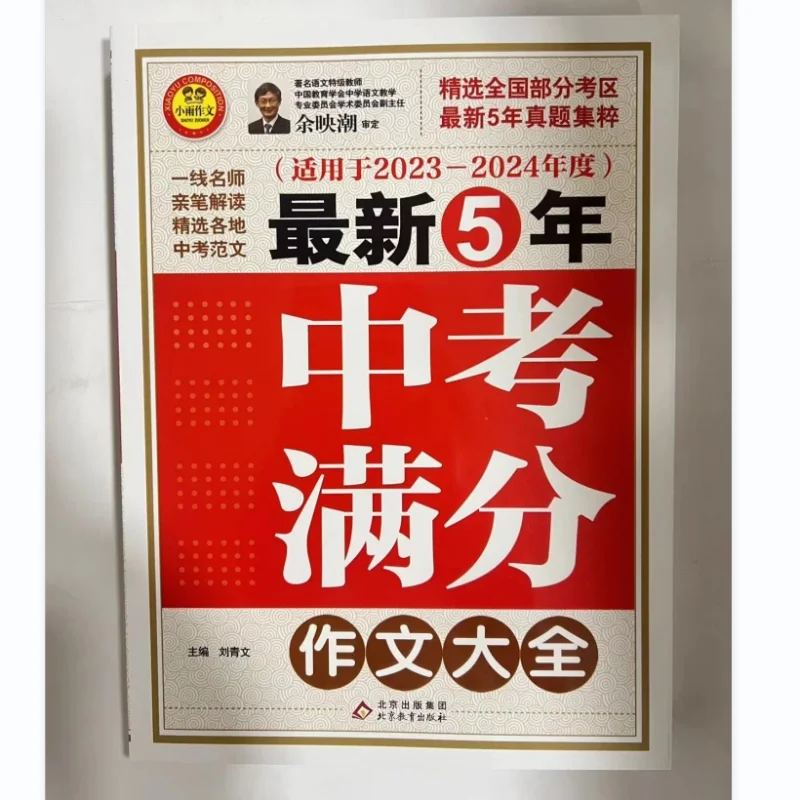 XIAOYU COMPOSITION
小雨作文
著名语文特级教师
中国教育学会中学语文教学
专业委员会学术委员会副主任
余映潮 审定
精选全国部分考区
最新5年真题集粹
一线名师
亲笔解读
精选各地
中考范文
(适用于2023-2024年度)
最新5年
中考
满分
作文大全
主编 刘青文
北京出版集团
北京教育出版社